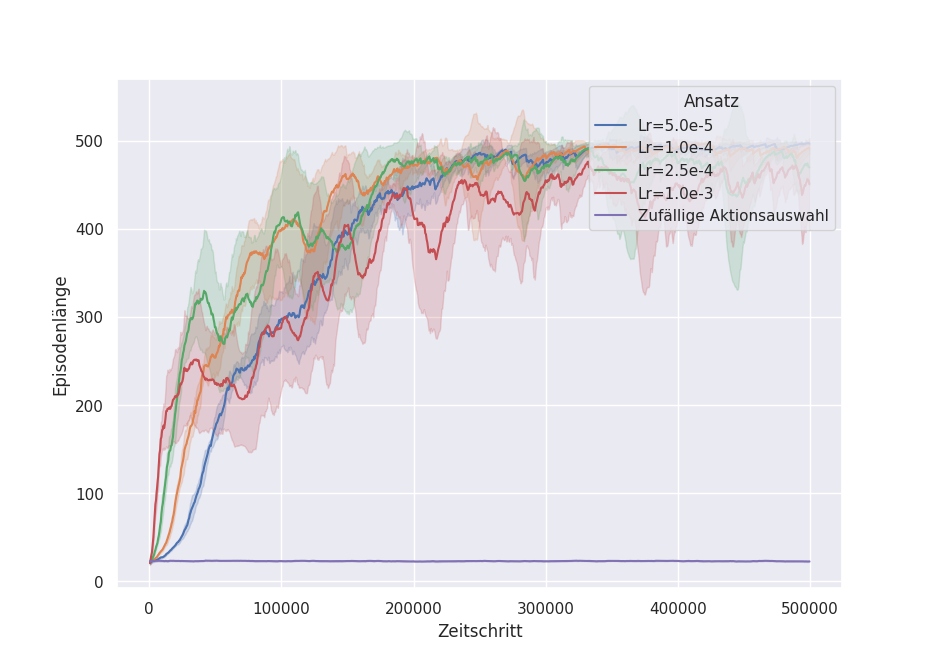 Ansatz
Lr=5.0e-5
Lr=1.0e-4
Lr=2.5e-4
Lr=1.0e-3
Zufällige Aktionsauswahl
Episodenlänge
500
400
300
200
100
0
0 100000 200000 300000 400000 500000
Zeitschritt